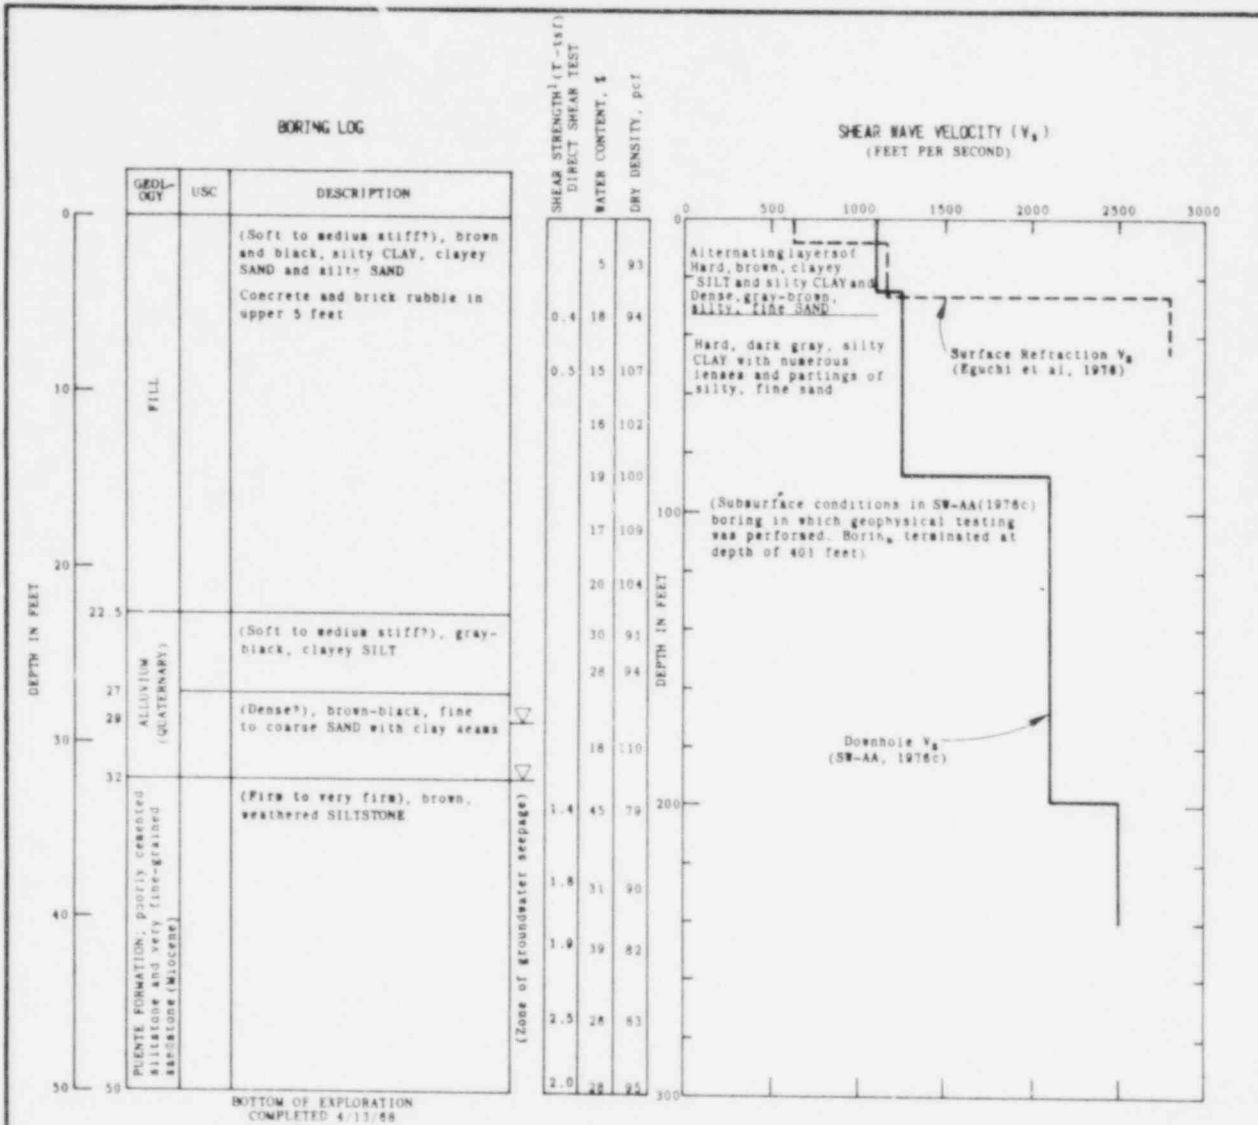 BORING LOG
GEOL-
OGY
USC
DESCRIPTION
DEPTH IN FEET
0
10
20
22.5
27
29
30
32
40
50
50
FILL
ALLUVIUM
(QUATERNARY)
PUENTE FORMATION; poorly cemented
siltstone and very fine-grained
sandstone (Miocene)
(Soft to medium stiff?), brown
and black, silty CLAY, clayey
SAND and silty SAND
Concrete and brick rubble in
upper 5 feet
(Soft to medium stiff?), gray-
black, clayey SILT
(Dense?), brown-black, fine
to coarse SAND with clay seams
(Firm to very firm), brown,
weathered SILTSTONE
(Zone of groundwater seepage)
BOTTOM OF EXPLORATION
COMPLETED 4/13/68
SHEAR STRENGTH1 (T-tsf)
DIRECT SHEAR TEST
WATER CONTENT, %
DRY DENSITY, pcf
5 93
0.4 18 94
0.5 15 107
16 102
19 100
17 109
20 104
30 91
28 94
18 110
1.4 45 79
1.8 31 90
1.9 39 82
2.5 28 83
2.0 28 95
SHEAR WAVE VELOCITY (Vs)
(FEET PER SECOND)
0 500 1000 1500 2000 2500 3000
DEPTH IN FEET
0
100
200
300
Alternating layers of
Hard, brown, clayey
SILT and silty CLAY and
Dense, gray-brown,
silty, fine SAND
Hard, dark gray, silty
CLAY with numerous
lenses and partings of
silty, fine sand
Surface Refraction Vs
(Eguchi et al, 1976)
(Subsurface conditions in SW-AA(1976c)
boring in which geophysical testing
was performed. terminated at
depth of 401 feet)
Downhole Vs
(SW-AA, 1976c)